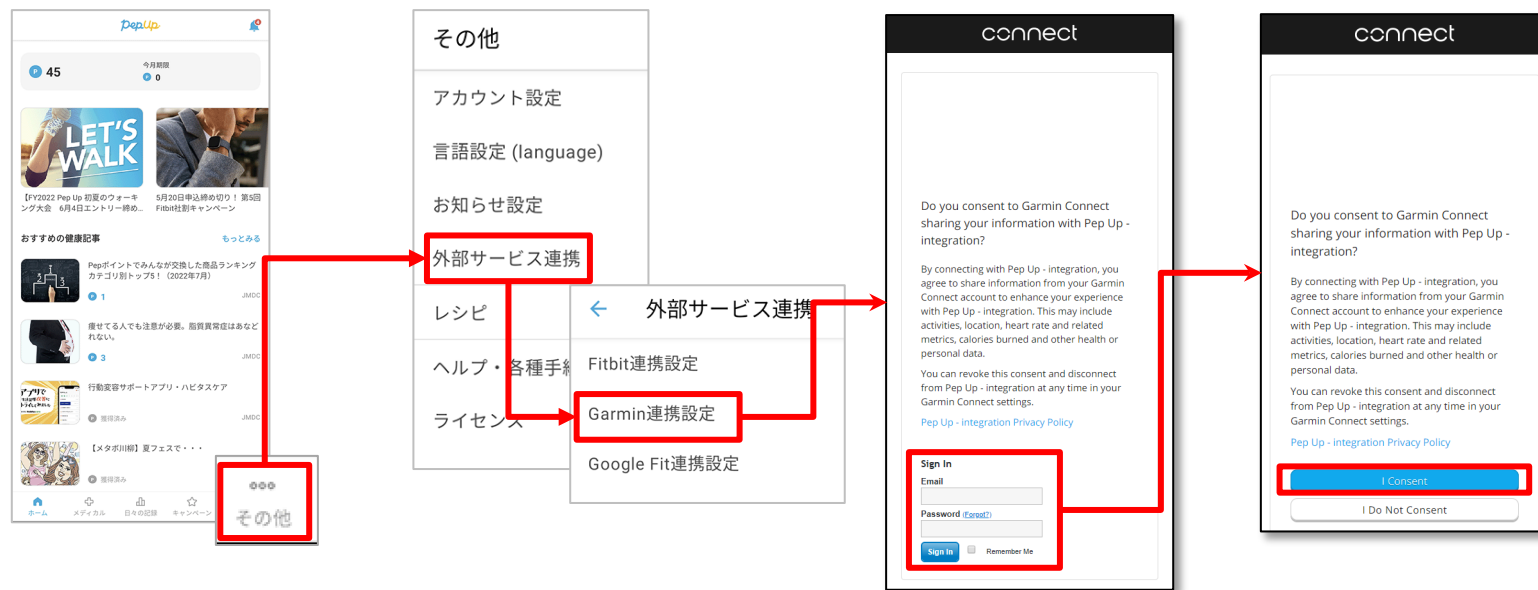 PepUp
4
P 45
今月期限
P 0
LET'S
WALK
【FY2022 Pep Up 初夏のウォーキ
ング大会 6月4日エントリー締め...
5月20日申込締め切り！ 第5回
Fitbit社割キャンペーン
おすすめの健康記事
もっとみる
Pepポイントでみんなが交換した商品ランキング
カテゴリ別トップ5！（2022年7月）
P 1
JMDC
痩せてる人でも注意が必要。脂質異常症はあなど
れない。
P 3
JMDC
行動変容サポートアプリ・ハビタスケア
P 獲得済み
JMDC
【メタボ川柳】夏フェスで・・・
P 獲得済み
ホーム
メディカル
日々の記録
キャンペーン
その他
その他
アカウント設定
言語設定 (language)
お知らせ設定
外部サービス連携
レシピ
ヘルプ・各種手
ライセンス
← 外部サービス連携
Fitbit連携設定
Garmin連携設定
Google Fit連携設定
connect
Do you consent to Garmin Connect
sharing your information with Pep Up -
integration?
By connecting with Pep Up - integration, you
agree to share information from your Garmin
Connect account to enhance your experience
with Pep Up - integration. This may include
activities, location, heart rate and related
metrics, calories burned and other health or
personal data.
You can revoke this consent and disconnect
from Pep Up - integration at any time in your
Garmin Connect settings.
Pep Up - integration Privacy Policy
Sign In
Email
Password (Forgot?)
Sign In
Remember Me
connect
Do you consent to Garmin Connect
sharing your information with Pep Up -
integration?
By connecting with Pep Up - integration, you
agree to share information from your Garmin
Connect account to enhance your experience
with Pep Up - integration. This may include
activities, location, heart rate and related
metrics, calories burned and other health or
personal data.
You can revoke this consent and disconnect
from Pep Up - integration at any time in your
Garmin Connect settings.
Pep Up - integration Privacy Policy
I Consent
I Do Not Consent